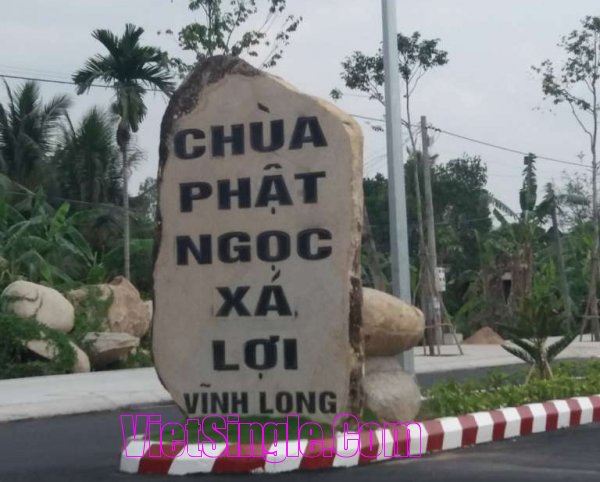 CHÙA
PHẬT
NGỌC
XÁ
LỢI
VĨNH LONG
VietSingle.Com